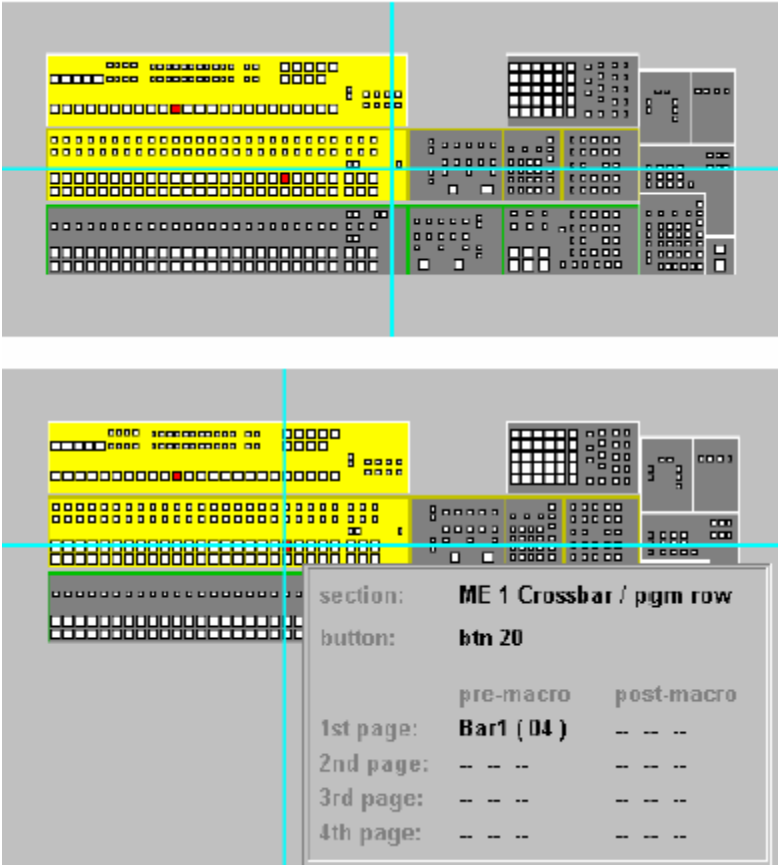 section: ME 1 Crossbar / pgm row
button: btn 20
pre-macro post-macro
1st page: Bar1 ( 04 ) -- -- --
2nd page: -- -- -- -- -- --
3rd page: -- -- -- -- -- --
4th page: -- -- -- -- -- --